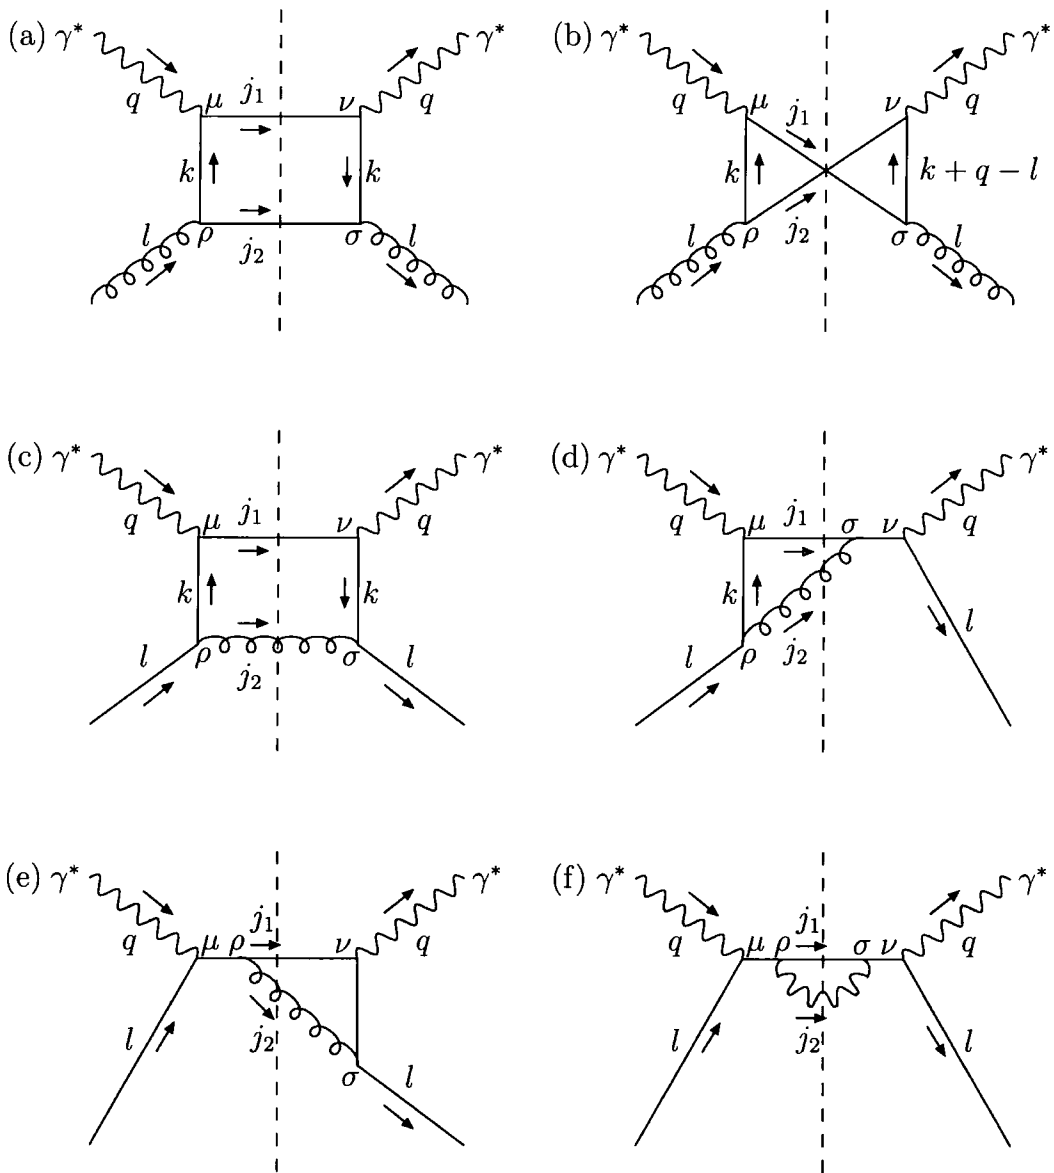 (a) γ* γ*
q μ j₁ ν q
k k
l ρ j₂ σ l
(b) γ* γ*
q μ j₁ ν q
k k + q − l
l ρ j₂ σ l
(c) γ* γ*
q μ j₁ ν q
k k
l ρ j₂ σ l
(d) γ* γ*
q μ j₁ σ ν q
k l
l ρ j₂
(e) γ* γ*
q μ ρ j₁ ν q
l j₂ σ l
(f) γ* γ*
q μ ρ j₁ σ ν q
l j₂ l